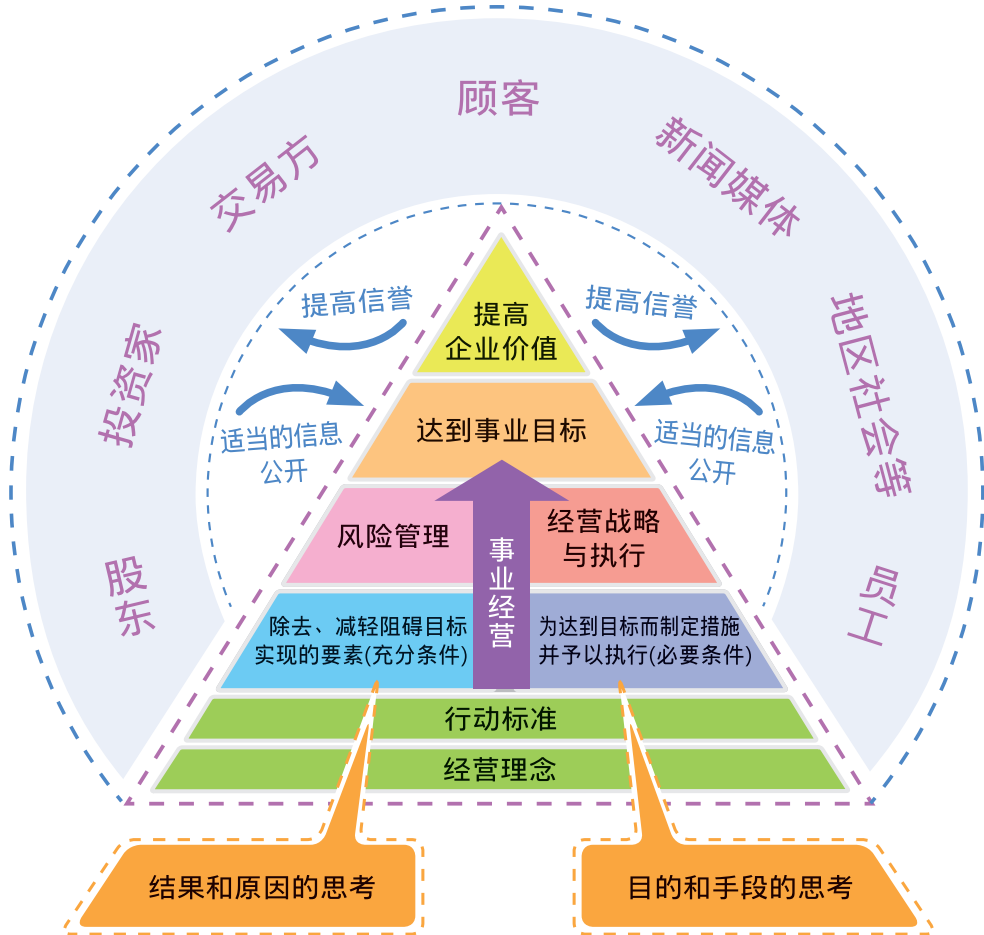 顾客
交易方
新闻媒体
投资家
地区社会等
股东
员工
提高信誉
提高信誉
适当的信息
公开
适当的信息
公开
提高
企业价值
达到事业目标
风险管理
经营战略
与执行
事业经营
除去、减轻阻碍目标
实现的要素(充分条件)
为达到目标而制定措施
并予以执行(必要条件)
行动标准
经营理念
结果和原因的思考
目的和手段的思考